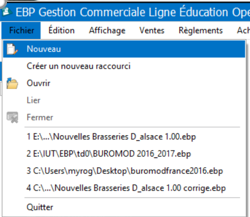 EBP Gestion Commerciale Ligne Éducation Ope
Fichier Édition Affichage Ventes Règlements Ach
Nouveau
Créer un nouveau raccourci
Ouvrir
Lier
Fermer
1 E:\...\Nouvelles Brasseries D_alsace 1.00.ebp
2 E:\IUT\EBP\td0\BUROMOD 2016_2017.ebp
3 C:\Users\myrog\Desktop\buromodfrance2016.ebp
4 C:\...\Nouvelles Brasseries D_alsace 1.00 corrige.ebp
Quitter